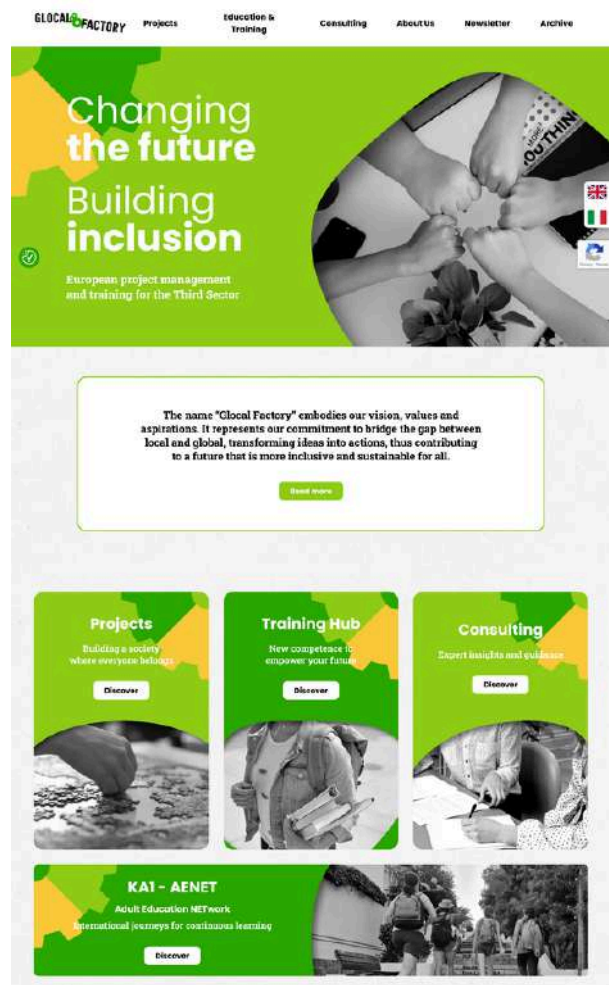 GLOCAL FACTORY
Projects
Education &
Training
Consulting
About Us
Newsletter
Archive
Changing
the future
Building
inclusion
European project management
and training for the Third Sector
YOU THIN
The name "Glocal Factory" embodies our vision, values and
aspirations. It represents our commitment to bridge the gap between
local and global, transforming ideas into actions, thus contributing
to a future that is more inclusive and sustainable for all.
Read more
Projects
Building a society
where everyone belongs
Discover
Training Hub
New competence to
empower your future
Discover
Consulting
Expert insights and guidance
Discover
KA1 - AENET
Adult Education NETwork
International journeys for continuous learning
Discover